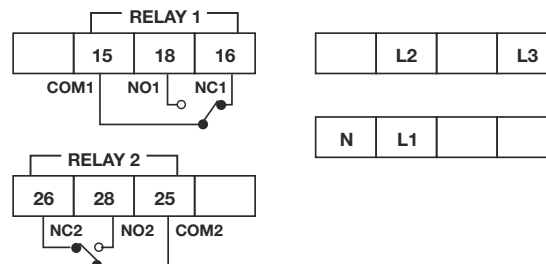 RELAY 1
15 18 16
COM1 NO1 NC1
L2 L3
N L1
RELAY 2
26 28 25
NC2 NO2 COM2